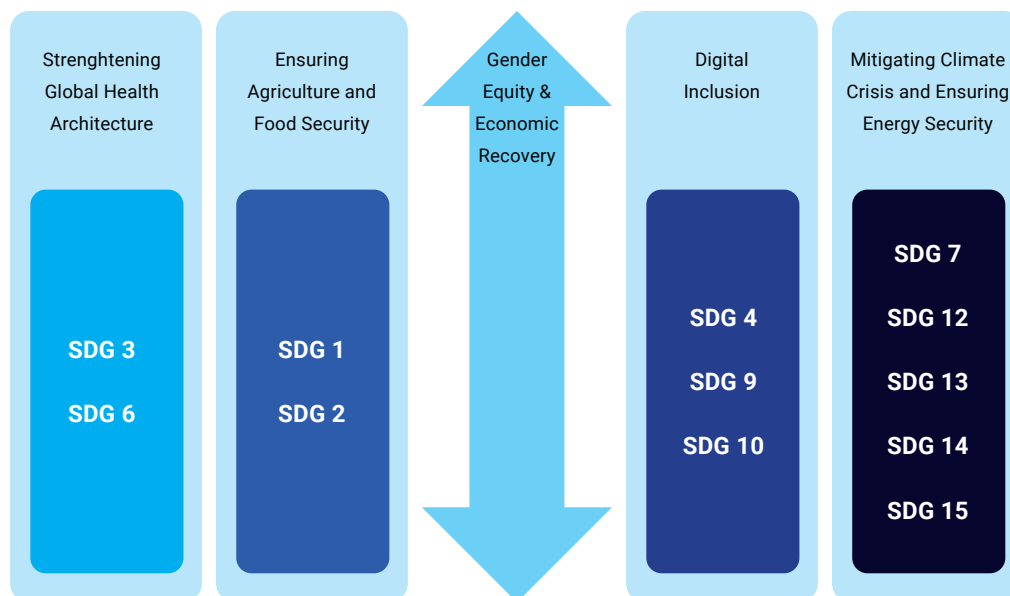 Strenghtening
Global Health
Architecture
SDG 3
SDG 6
Ensuring
Agriculture and
Food Security
SDG 1
SDG 2
Gender
Equity &
Economic
Recovery
Digital
Inclusion
SDG 4
SDG 9
SDG 10
Mitigating Climate
Crisis and Ensuring
Energy Security
SDG 7
SDG 12
SDG 13
SDG 14
SDG 15